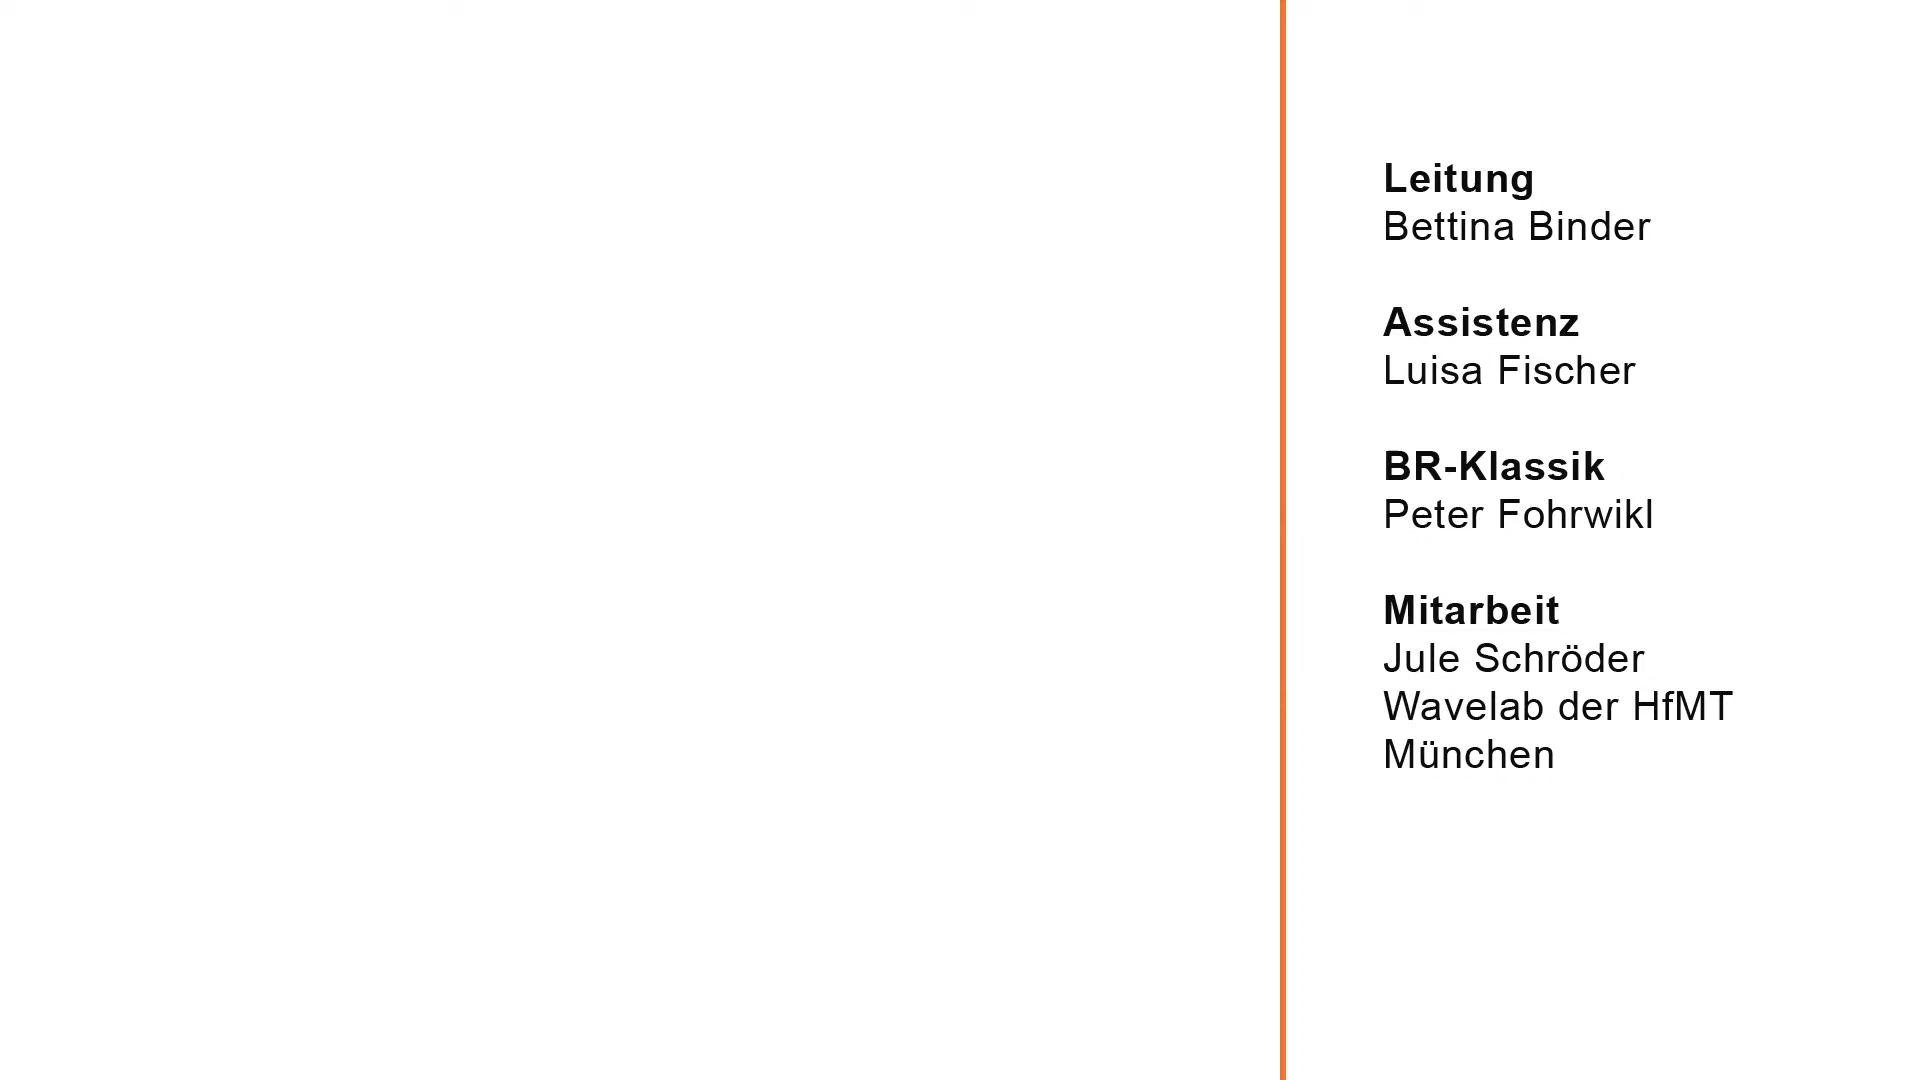 Leitung
Bettina Binder
Assistenz
Luisa Fischer
BR-Klassik
Peter Fohrwikl
Mitarbeit
Jule Schröder
Wavelab der HfMT
München